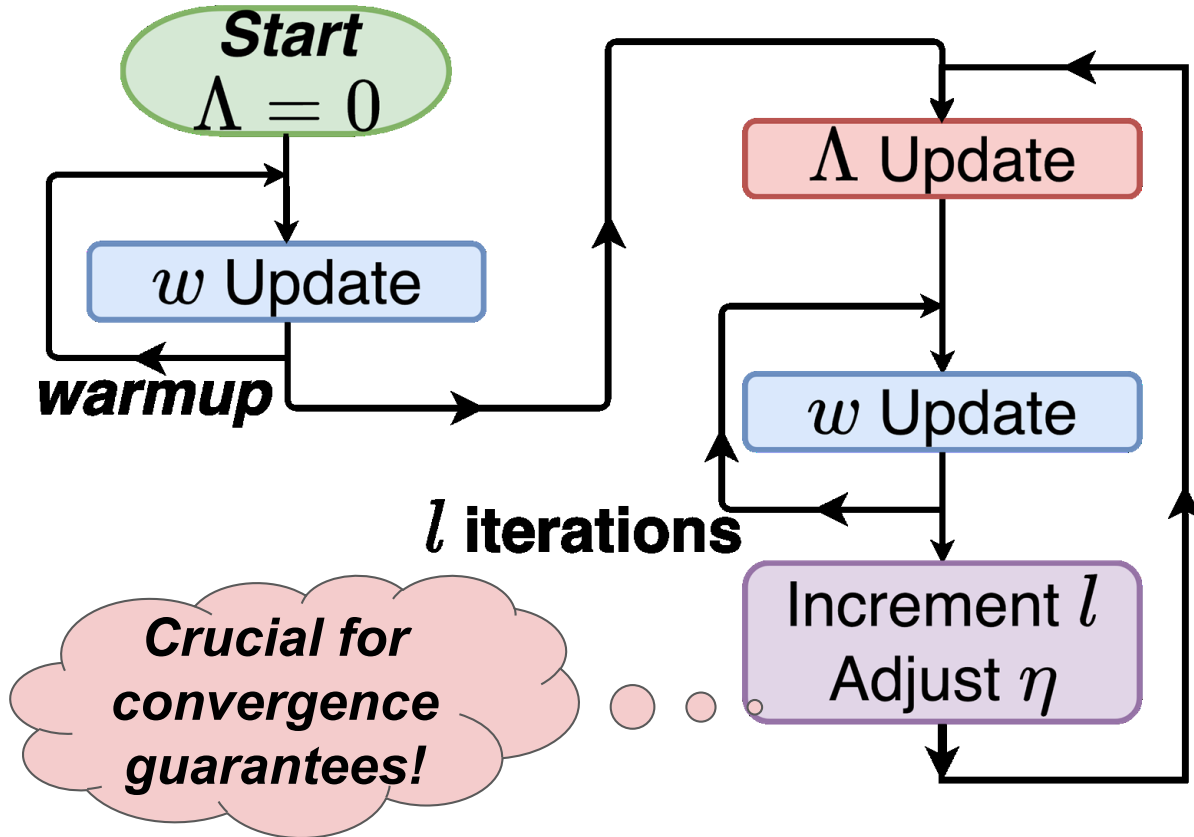 Start
Λ = 0
w Update
warmup
Λ Update
w Update
l iterations
Increment l
Adjust η
Crucial for
convergence
guarantees!